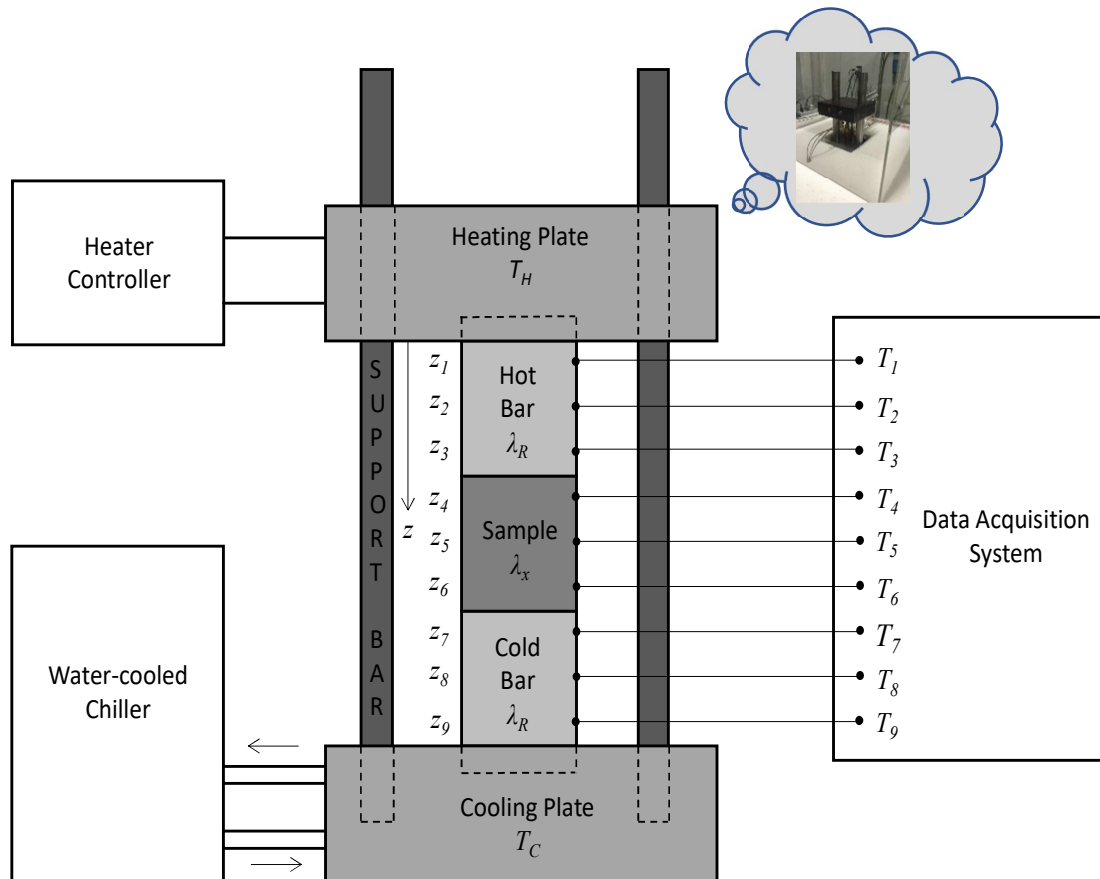 Heater
Controller
Heating Plate
T_H
S
U
P
P
O
R
T
B
A
R
z
z_1
z_2
z_3
z_4
z_5
z_6
z_7
z_8
z_9
Hot
Bar
λ_R
Sample
λ_x
Cold
Bar
λ_R
T_1
T_2
T_3
T_4
T_5
T_6
T_7
T_8
T_9
Data Acquisition
System
Water-cooled
Chiller
Cooling Plate
T_C